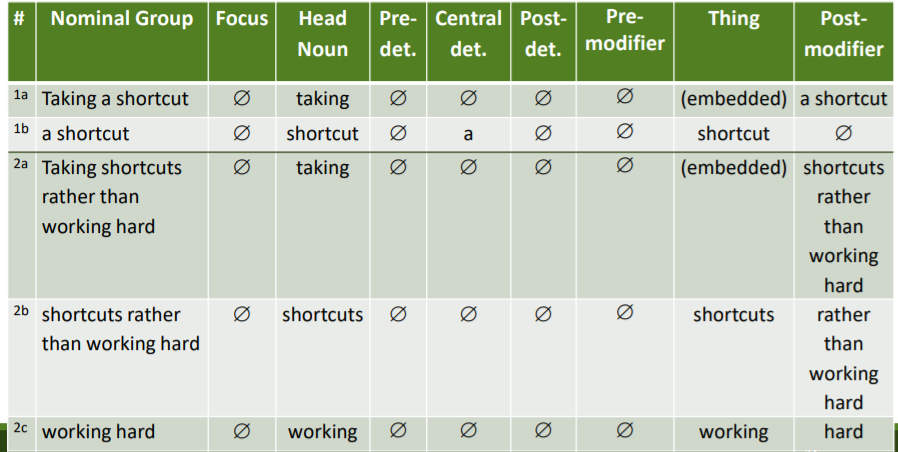 # Nominal Group Focus Head Noun Pre-det. Central det. Post-det. Pre-modifier Thing Post-modifier
1a Taking a shortcut ∅ taking ∅ ∅ ∅ ∅ (embedded) a shortcut
1b a shortcut ∅ shortcut ∅ a ∅ ∅ shortcut ∅
2a Taking shortcuts ∅ taking ∅ ∅ ∅ ∅ (embedded) shortcuts
rather than rather
working hard than
working
hard
2b shortcuts rather ∅ shortcuts ∅ ∅ ∅ ∅ shortcuts rather
than working hard than
working
hard
2c working hard ∅ working ∅ ∅ ∅ ∅ working hard